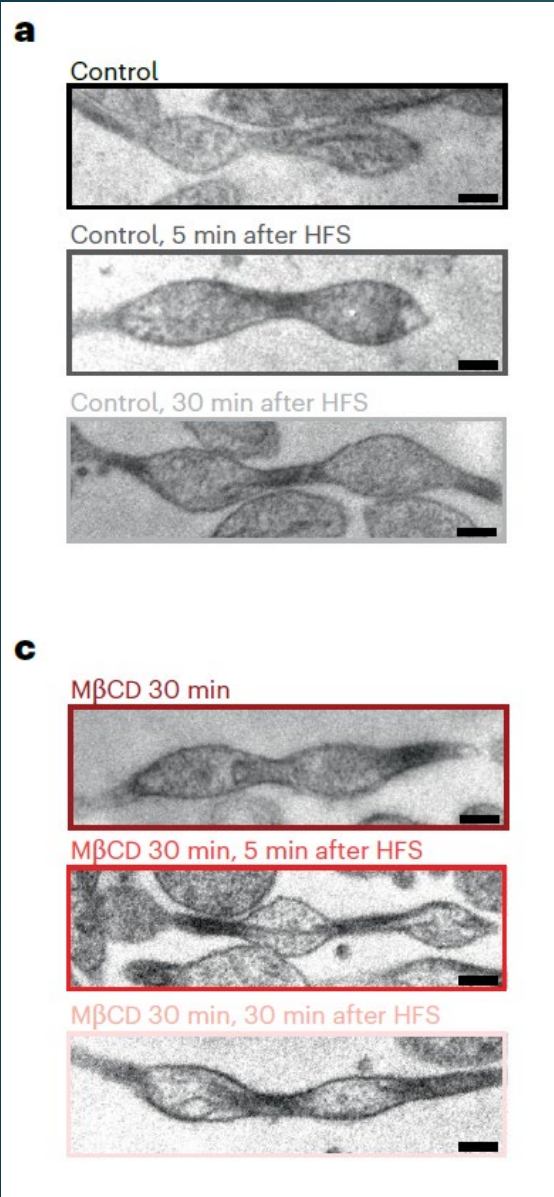 a
Control
Control, 5 min after HFS
Control, 30 min after HFS
c
MβCD 30 min
MβCD 30 min, 5 min after HFS
MβCD 30 min, 30 min after HFS